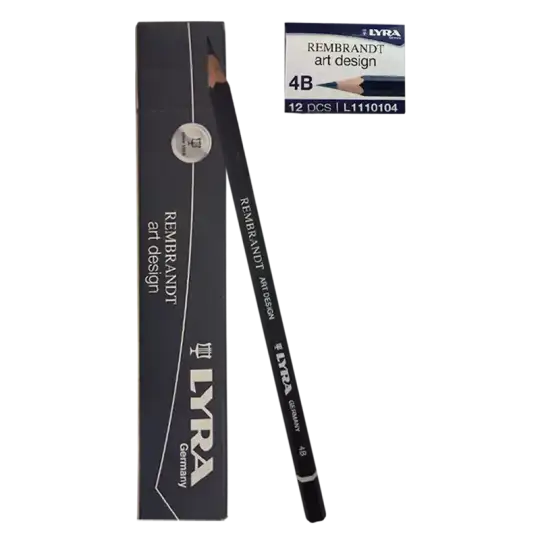 LYRA
Germany
REMBRANDT
art design
4B
12 PCS | L1110104
REMBRANDT
art design
LYRA
Germany
REMBRANDT ART DESIGN LYRA GERMANY 4B